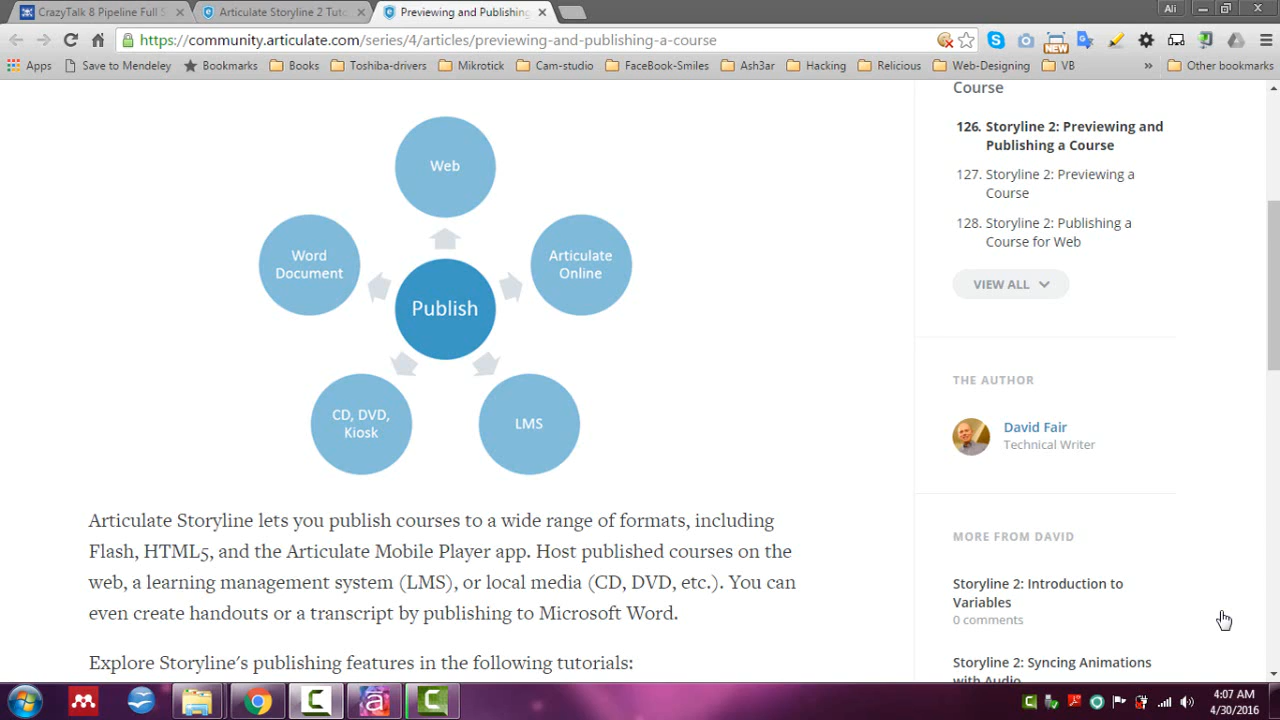 CrazyTalk 8 Pipeline Full S
Articulate Storyline 2 Tuto
Previewing and Publishing
Ali
https://community.articulate.com/series/4/articles/previewing-and-publishing-a-course
NEW
Apps
Save to Mendeley
Bookmarks
Books
Toshiba-drivers
Mikrotick
Cam-studio
FaceBook-Smiles
Ash3ar
Hacking
Relicious
Web-Designing
VB
»
Other bookmarks
Web
Word
Document
Articulate
Online
Publish
CD, DVD,
Kiosk
LMS
Articulate Storyline lets you publish courses to a wide range of formats, including
Flash, HTML5, and the Articulate Mobile Player app. Host published courses on the
web, a learning management system (LMS), or local media (CD, DVD, etc.). You can
even create handouts or a transcript by publishing to Microsoft Word.
Explore Storyline's publishing features in the following tutorials:
Course
126. Storyline 2: Previewing and
Publishing a Course
127. Storyline 2: Previewing a
Course
128. Storyline 2: Publishing a
Course for Web
VIEW ALL
THE AUTHOR
David Fair
Technical Writer
MORE FROM DAVID
Storyline 2: Introduction to
Variables
0 comments
Storyline 2: Syncing Animations
with Audio
4:07 AM
4/30/2016